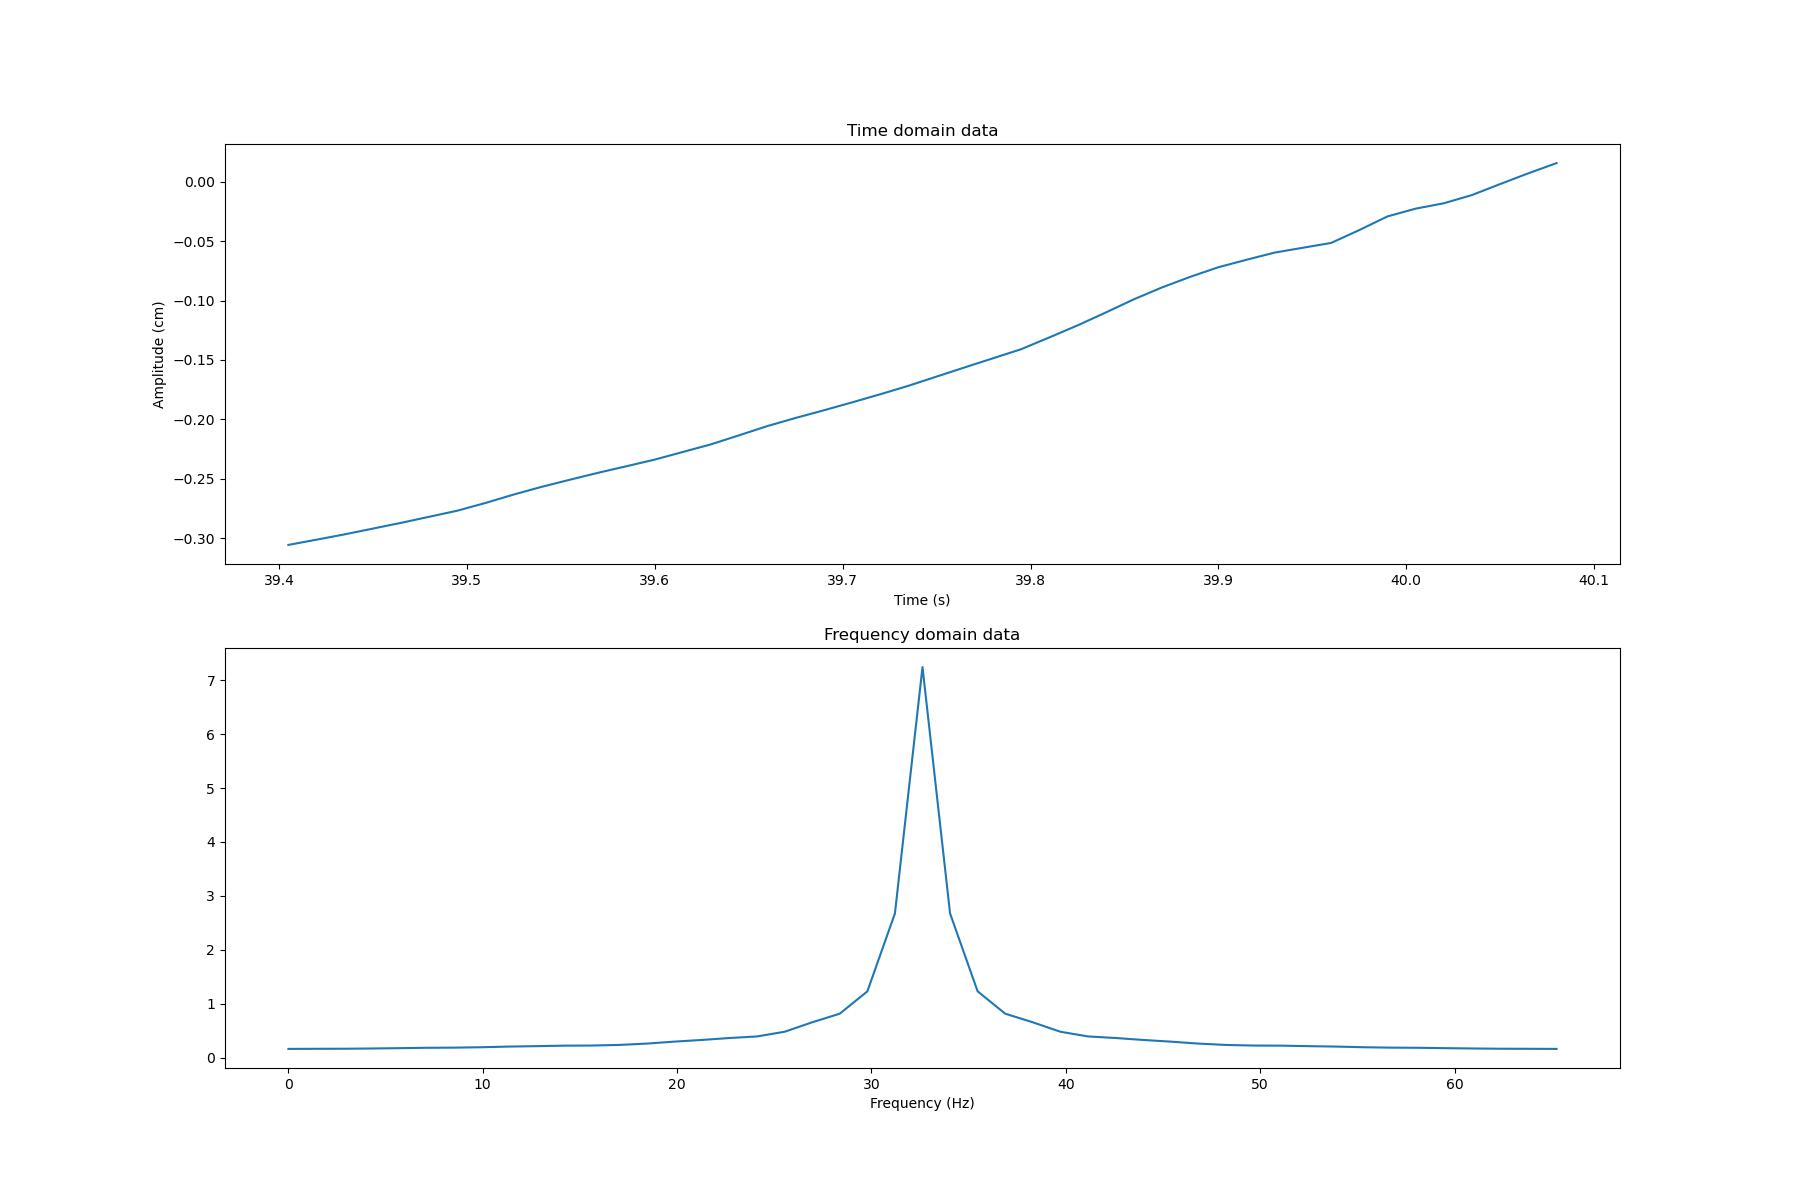 Time domain data
0.00
−0.05
−0.10
−0.15
−0.20
−0.25
−0.30
Amplitude (cm)
39.4 39.5 39.6 39.7 39.8 39.9 40.0 40.1
Time (s)
Frequency domain data
7
6
5
4
3
2
1
0
0 10 20 30 40 50 60
Frequency (Hz)